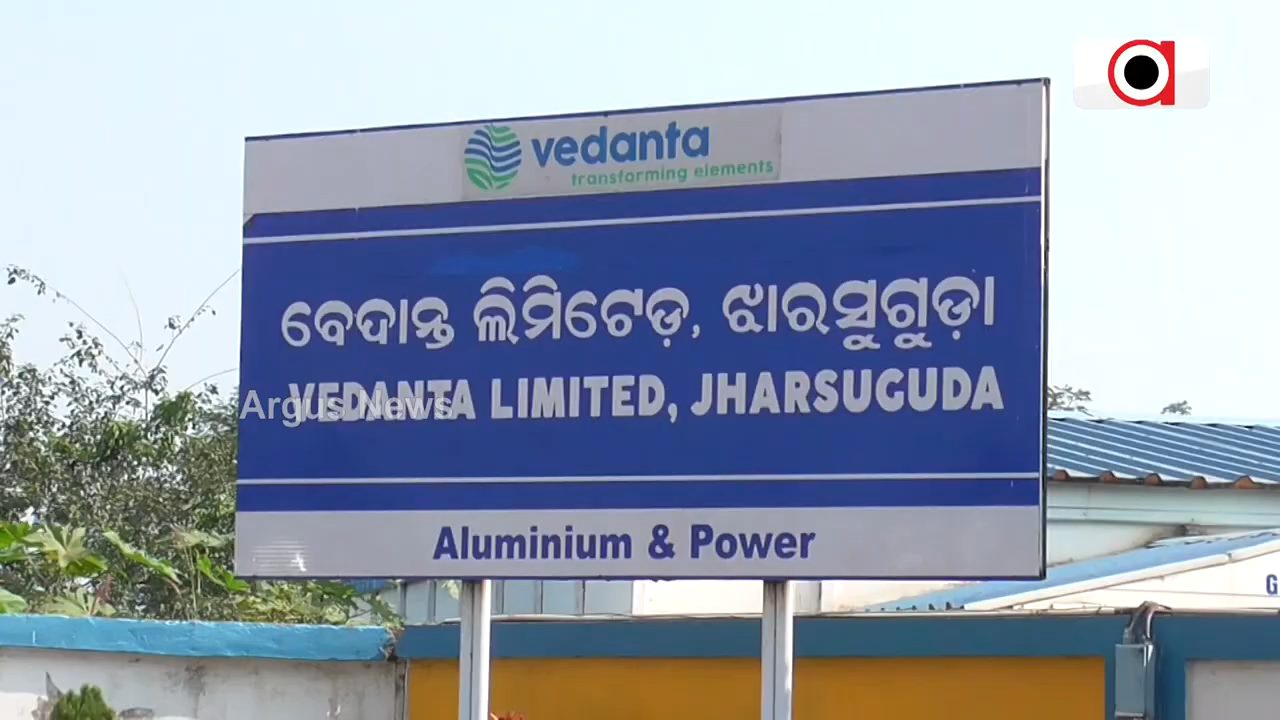 vedanta
transforming elements
ବେଦାନ୍ତ ଲିମିଟେଡ଼, ଝାରସୁଗୁଡ଼ା
VEDANTA LIMITED, JHARSUGUDA
Argus News
Aluminium & Power
G